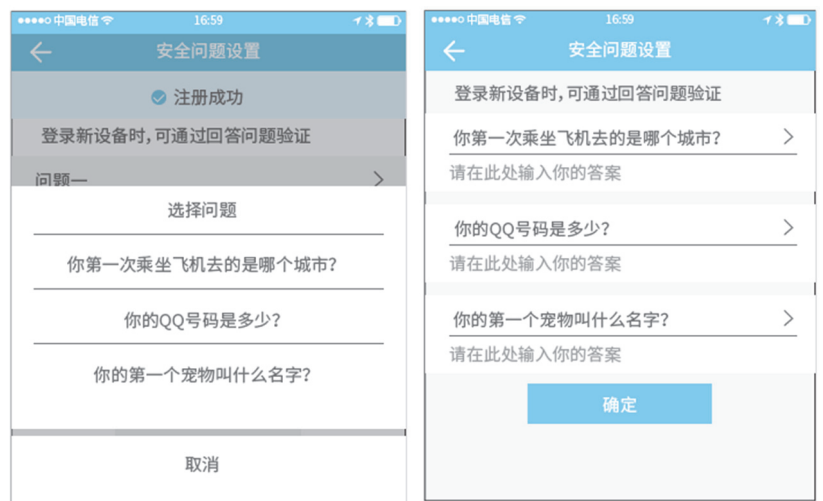 中国电信 16:59
安全问题设置
注册成功
登录新设备时,可通过回答问题验证
问题一
选择问题
你第一次乘坐飞机去的是哪个城市?
你的QQ号码是多少?
你的第一个宠物叫什么名字?
取消
中国电信 16:59
安全问题设置
登录新设备时,可通过回答问题验证
你第一次乘坐飞机去的是哪个城市?
请在此处输入你的答案
你的QQ号码是多少?
请在此处输入你的答案
你的第一个宠物叫什么名字?
请在此处输入你的答案
确定